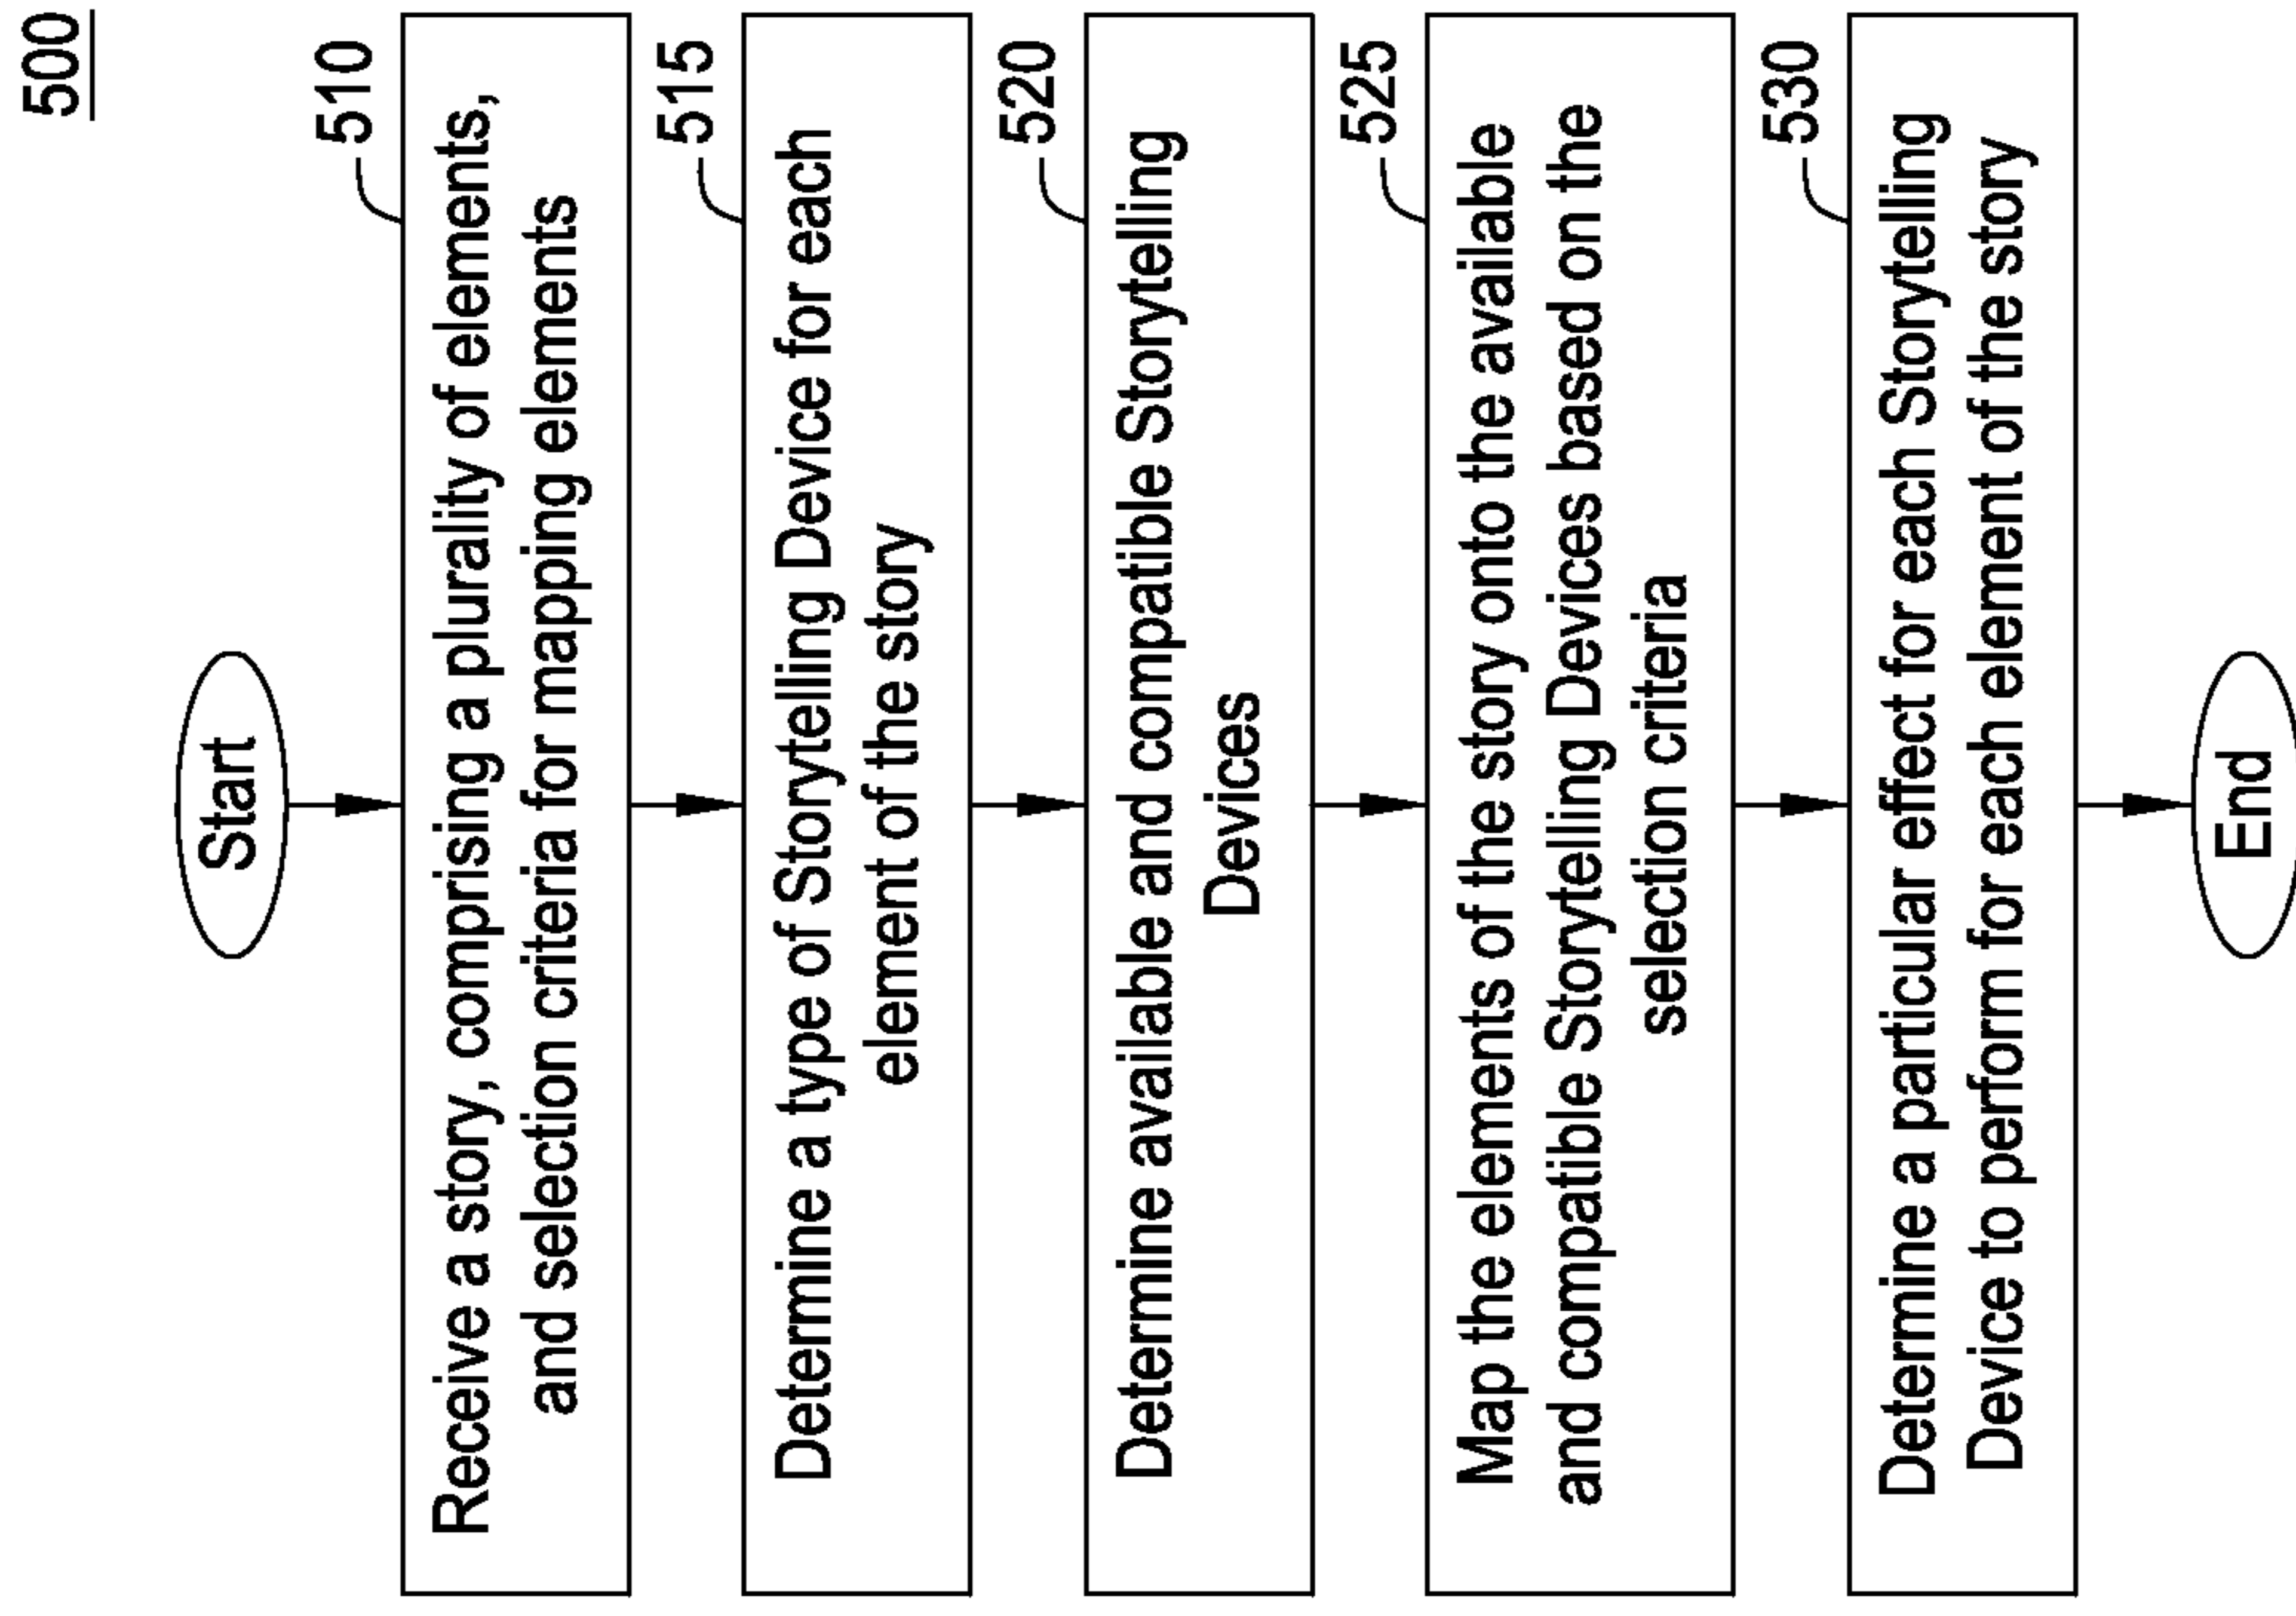 500
Start
510
Receive a story, comprising a plurality of elements,
and selection criteria for mapping elements
515
Determine a type of Storytelling Device for each
element of the story
520
Determine available and compatible Storytelling
Devices
525
Map the elements of the story onto the available
and compatible Storytelling Devices based on the
selection criteria
530
Determine a particular effect for each Storytelling
Device to perform for each element of the story
End